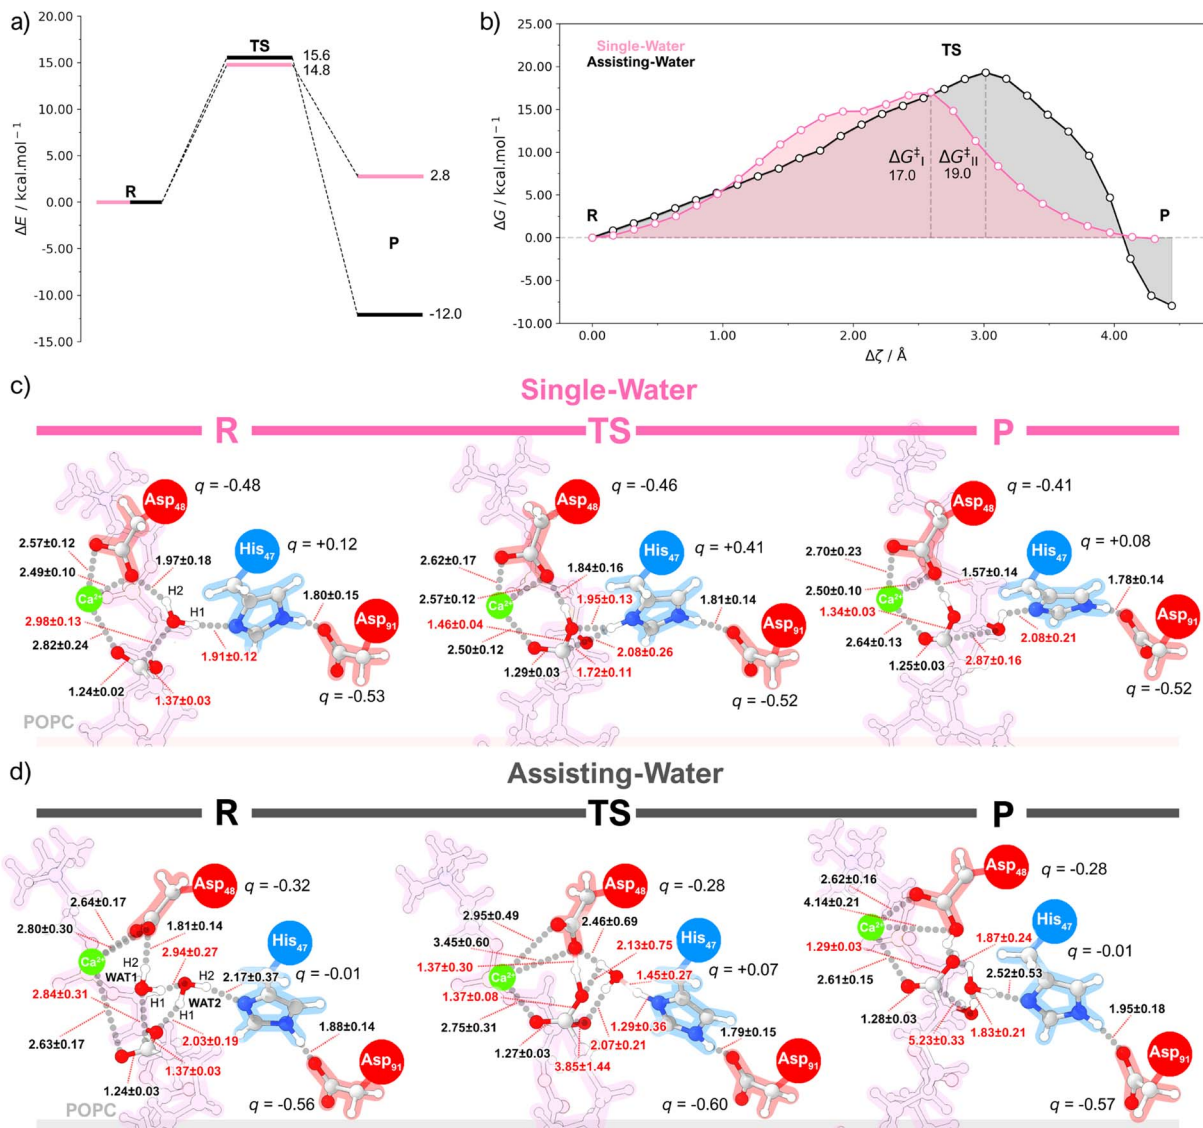 a)
20.00
15.00
10.00
5.00
0.00
-5.00
-10.00
-15.00
ΔE / kcal.mol⁻¹
R
TS
15.6
14.8
2.8
P
-12.0
b)
25.00
20.00
15.00
10.00
5.00
0.00
-5.00
-10.00
ΔG / kcal.mol⁻¹
Single-Water
Assisting-Water
TS
R
ΔG‡I
17.0
ΔG‡II
19.0
P
0.00 1.00 2.00 3.00 4.00
Δζ / Å
c)
Single-Water
R
TS
P
Asp48
q = -0.48
2.57±0.12
2.49±0.10
1.97±0.18
His47
q = +0.12
H2
H1
Ca²⁺
1.80±0.15
2.98±0.13
2.82±0.24
Asp91
1.91±0.12
1.24±0.02
1.37±0.03
q = -0.53
POPC
Asp48
q = -0.46
2.62±0.17
2.57±0.12
1.84±0.16
His47
q = +0.41
1.95±0.13
Ca²⁺
1.46±0.04
1.81±0.14
2.50±0.12
2.08±0.26
Asp91
1.29±0.03
1.72±0.11
q = -0.52
Asp48
q = -0.41
2.70±0.23
2.50±0.10
1.57±0.14
His47
q = +0.08
1.78±0.14
Ca²⁺
1.34±0.03
2.64±0.13
2.08±0.21
Asp91
1.25±0.03
2.87±0.16
q = -0.52
d)
Assisting-Water
R
TS
P
Asp48
q = -0.32
2.64±0.17
2.80±0.30
1.81±0.14
His47
2.94±0.27
Ca²⁺
H2
WAT1
H2
2.17±0.37
q = -0.01
2.84±0.31
H1
WAT2
H1
2.63±0.17
2.03±0.19
1.88±0.14
1.37±0.03
Asp91
1.24±0.03
POPC
q = -0.56
Asp48
q = -0.28
2.95±0.49
2.46±0.69
3.45±0.60
2.13±0.75
His47
1.37±0.30
Ca²⁺
1.45±0.27
q = +0.07
1.37±0.08
2.75±0.31
1.29±0.36
1.79±0.15
1.27±0.03
2.07±0.21
3.85±1.44
Asp91
q = -0.60
Asp48
q = -0.28
2.62±0.16
4.14±0.21
Ca²⁺
1.29±0.03
1.87±0.24
His47
2.61±0.15
2.52±0.53
q = -0.01
1.28±0.03
1.95±0.18
5.23±0.33
1.83±0.21
Asp91
q = -0.57